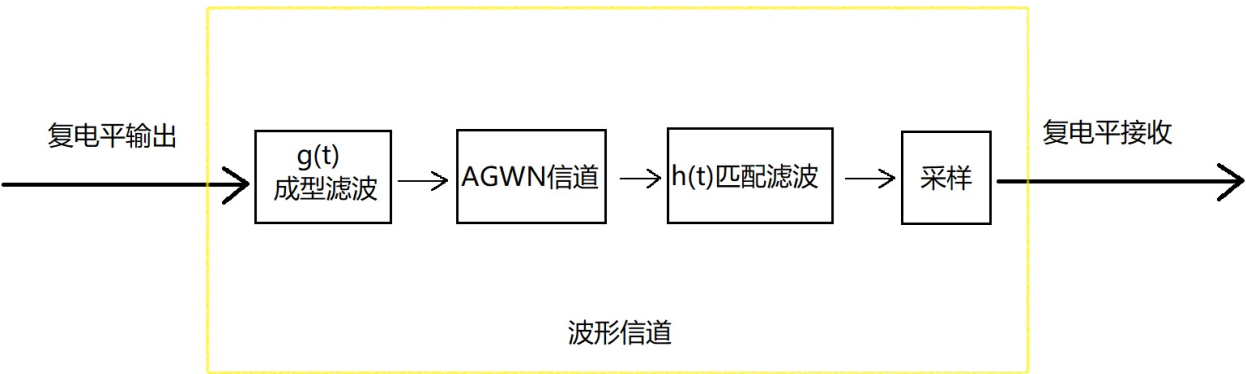 复电平输出
g(t)
成型滤波
AGWN信道
h(t)匹配滤波
采样
复电平接收
波形信道